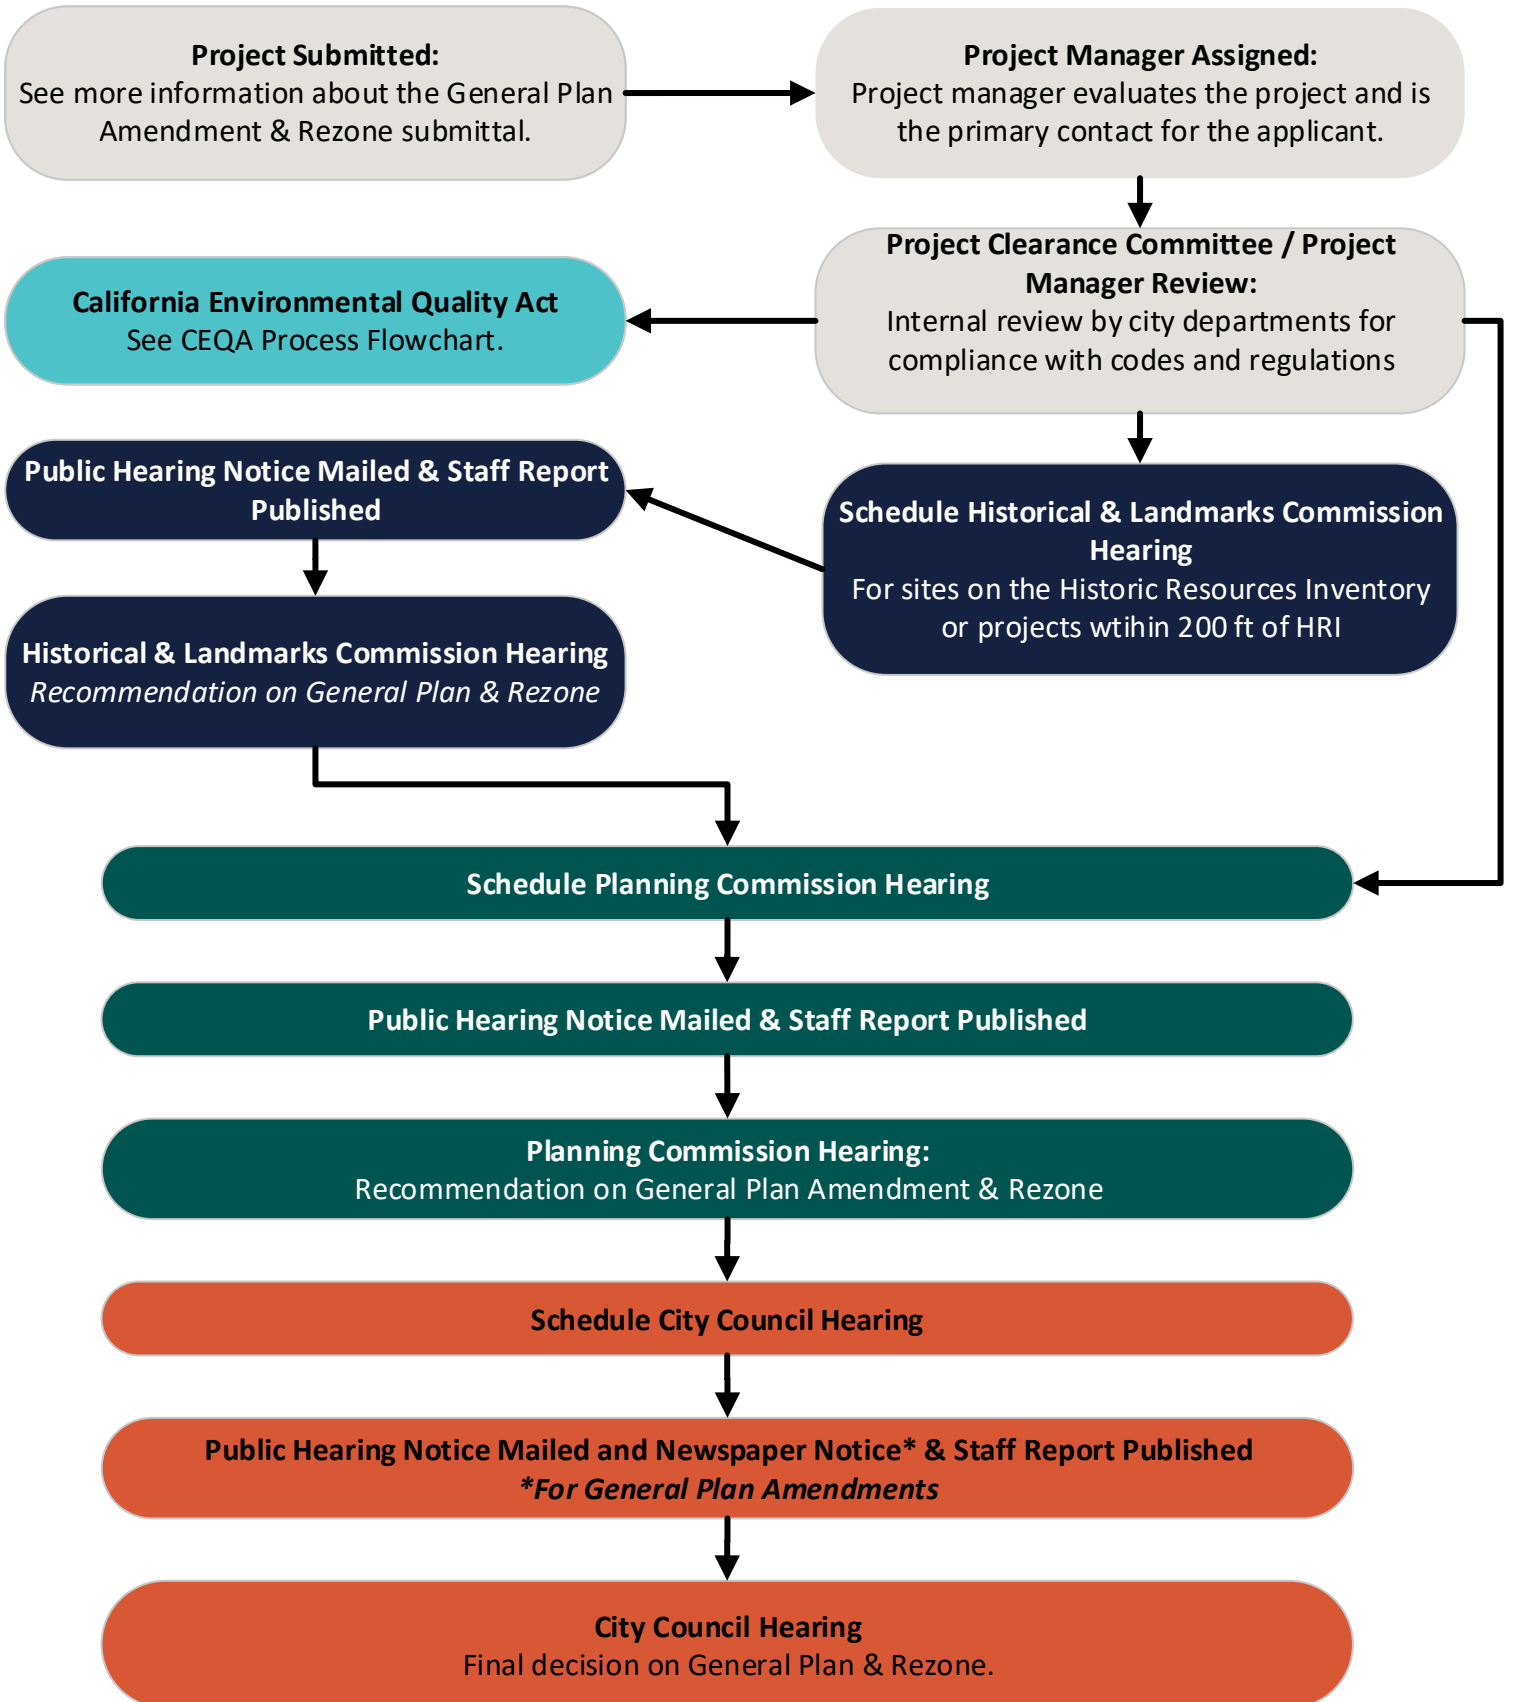 Project Submitted:
See more information about the General Plan
Amendment & Rezone submittal.
Project Manager Assigned:
Project manager evaluates the project and is
the primary contact for the applicant.
Project Clearance Committee / Project
Manager Review:
Internal review by city departments for
compliance with codes and regulations
California Environmental Quality Act
See CEQA Process Flowchart.
Schedule Historical & Landmarks Commission
Hearing
For sites on the Historic Resources Inventory
or projects wtihin 200 ft of HRI
Public Hearing Notice Mailed & Staff Report
Published
Historical & Landmarks Commission Hearing
Recommendation on General Plan & Rezone
Schedule Planning Commission Hearing
Public Hearing Notice Mailed & Staff Report Published
Planning Commission Hearing:
Recommendation on General Plan Amendment & Rezone
Schedule City Council Hearing
Public Hearing Notice Mailed and Newspaper Notice* & Staff Report Published
*For General Plan Amendments
City Council Hearing
Final decision on General Plan & Rezone.